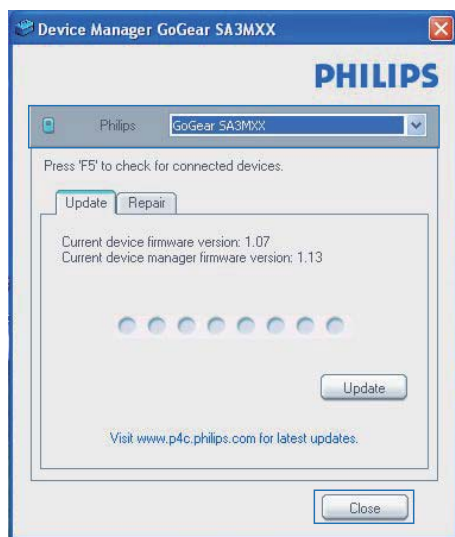 Device Manager GoGear SA3MXX
PHILIPS
Philips GoGear SA3MXX
Press 'F5' to check for connected devices.
Update Repair
Current device firmware version: 1.07
Current device manager firmware version: 1.13
Update
Visit www.p4c.philips.com for latest updates.
Close